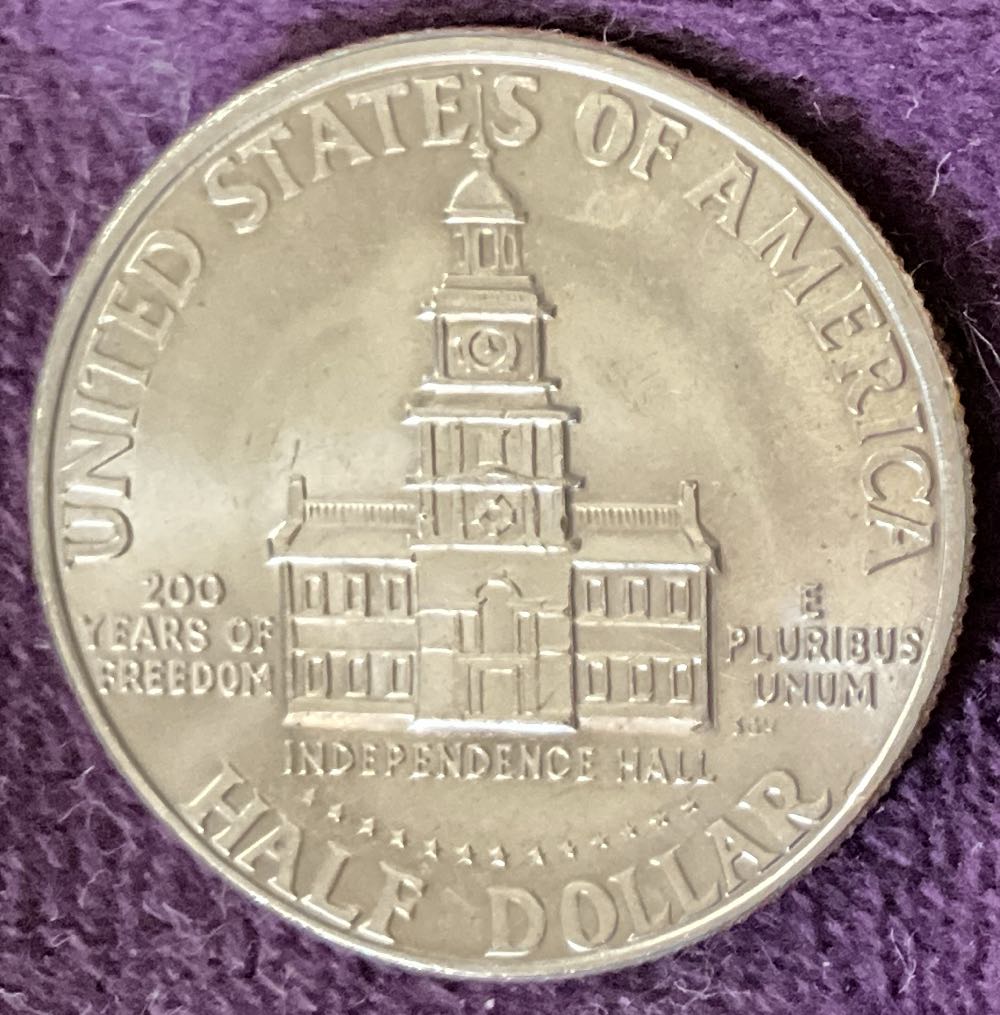 UNITED STATES OF AMERICA
200
YEARS OF
FREEDOM
E
PLURIBUS
UNUM
INDEPENDENCE HALL
HALF DOLLAR